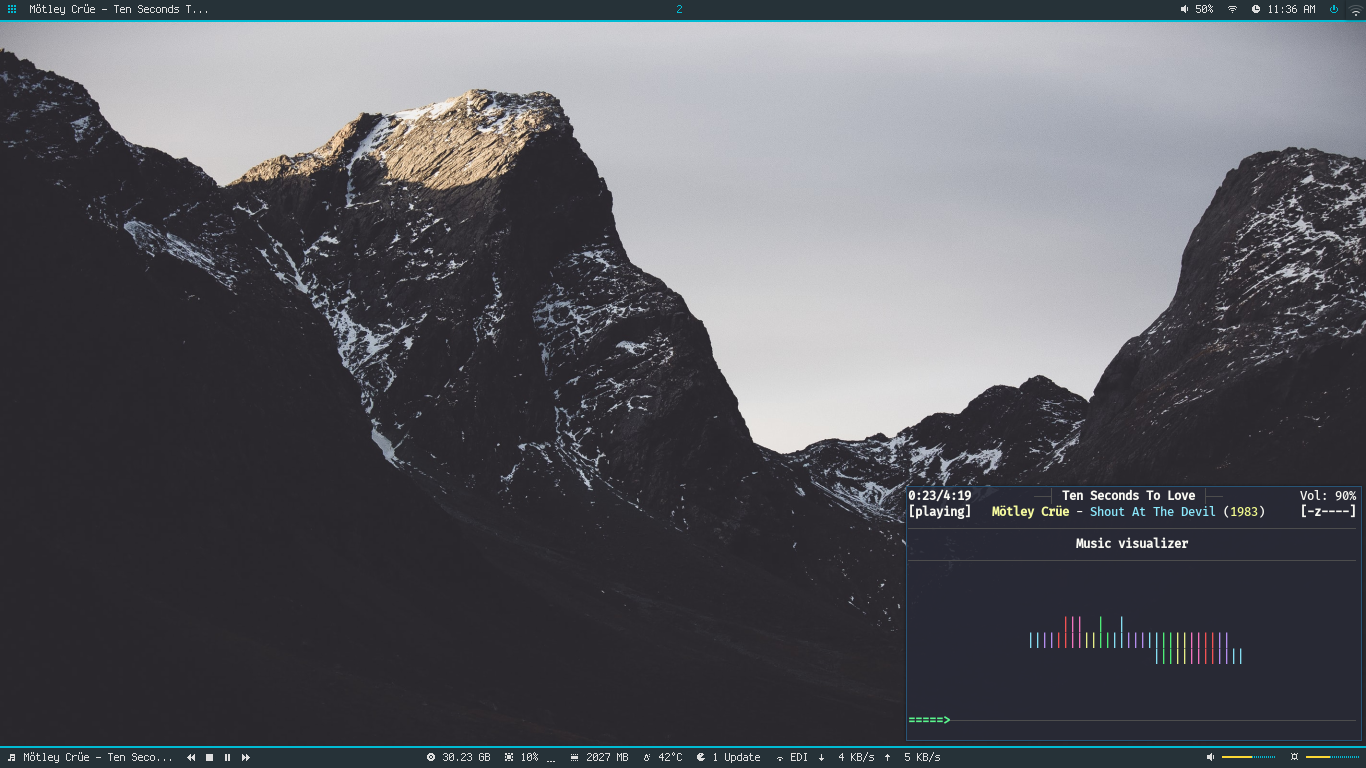 Mötley Crüe - Ten Seconds T...
2
50%
11:36 AM
0:23/4:19 Ten Seconds To Love Vol: 90%
[playing] Mötley Crüe - Shout At The Devil (1983) [-z----]
Music visualizer
=====>
Mötley Crüe - Ten Seco...
30.23 GB 10% 2027 MB 42°C 1 Update EDI 4 KB/s 5 KB/s